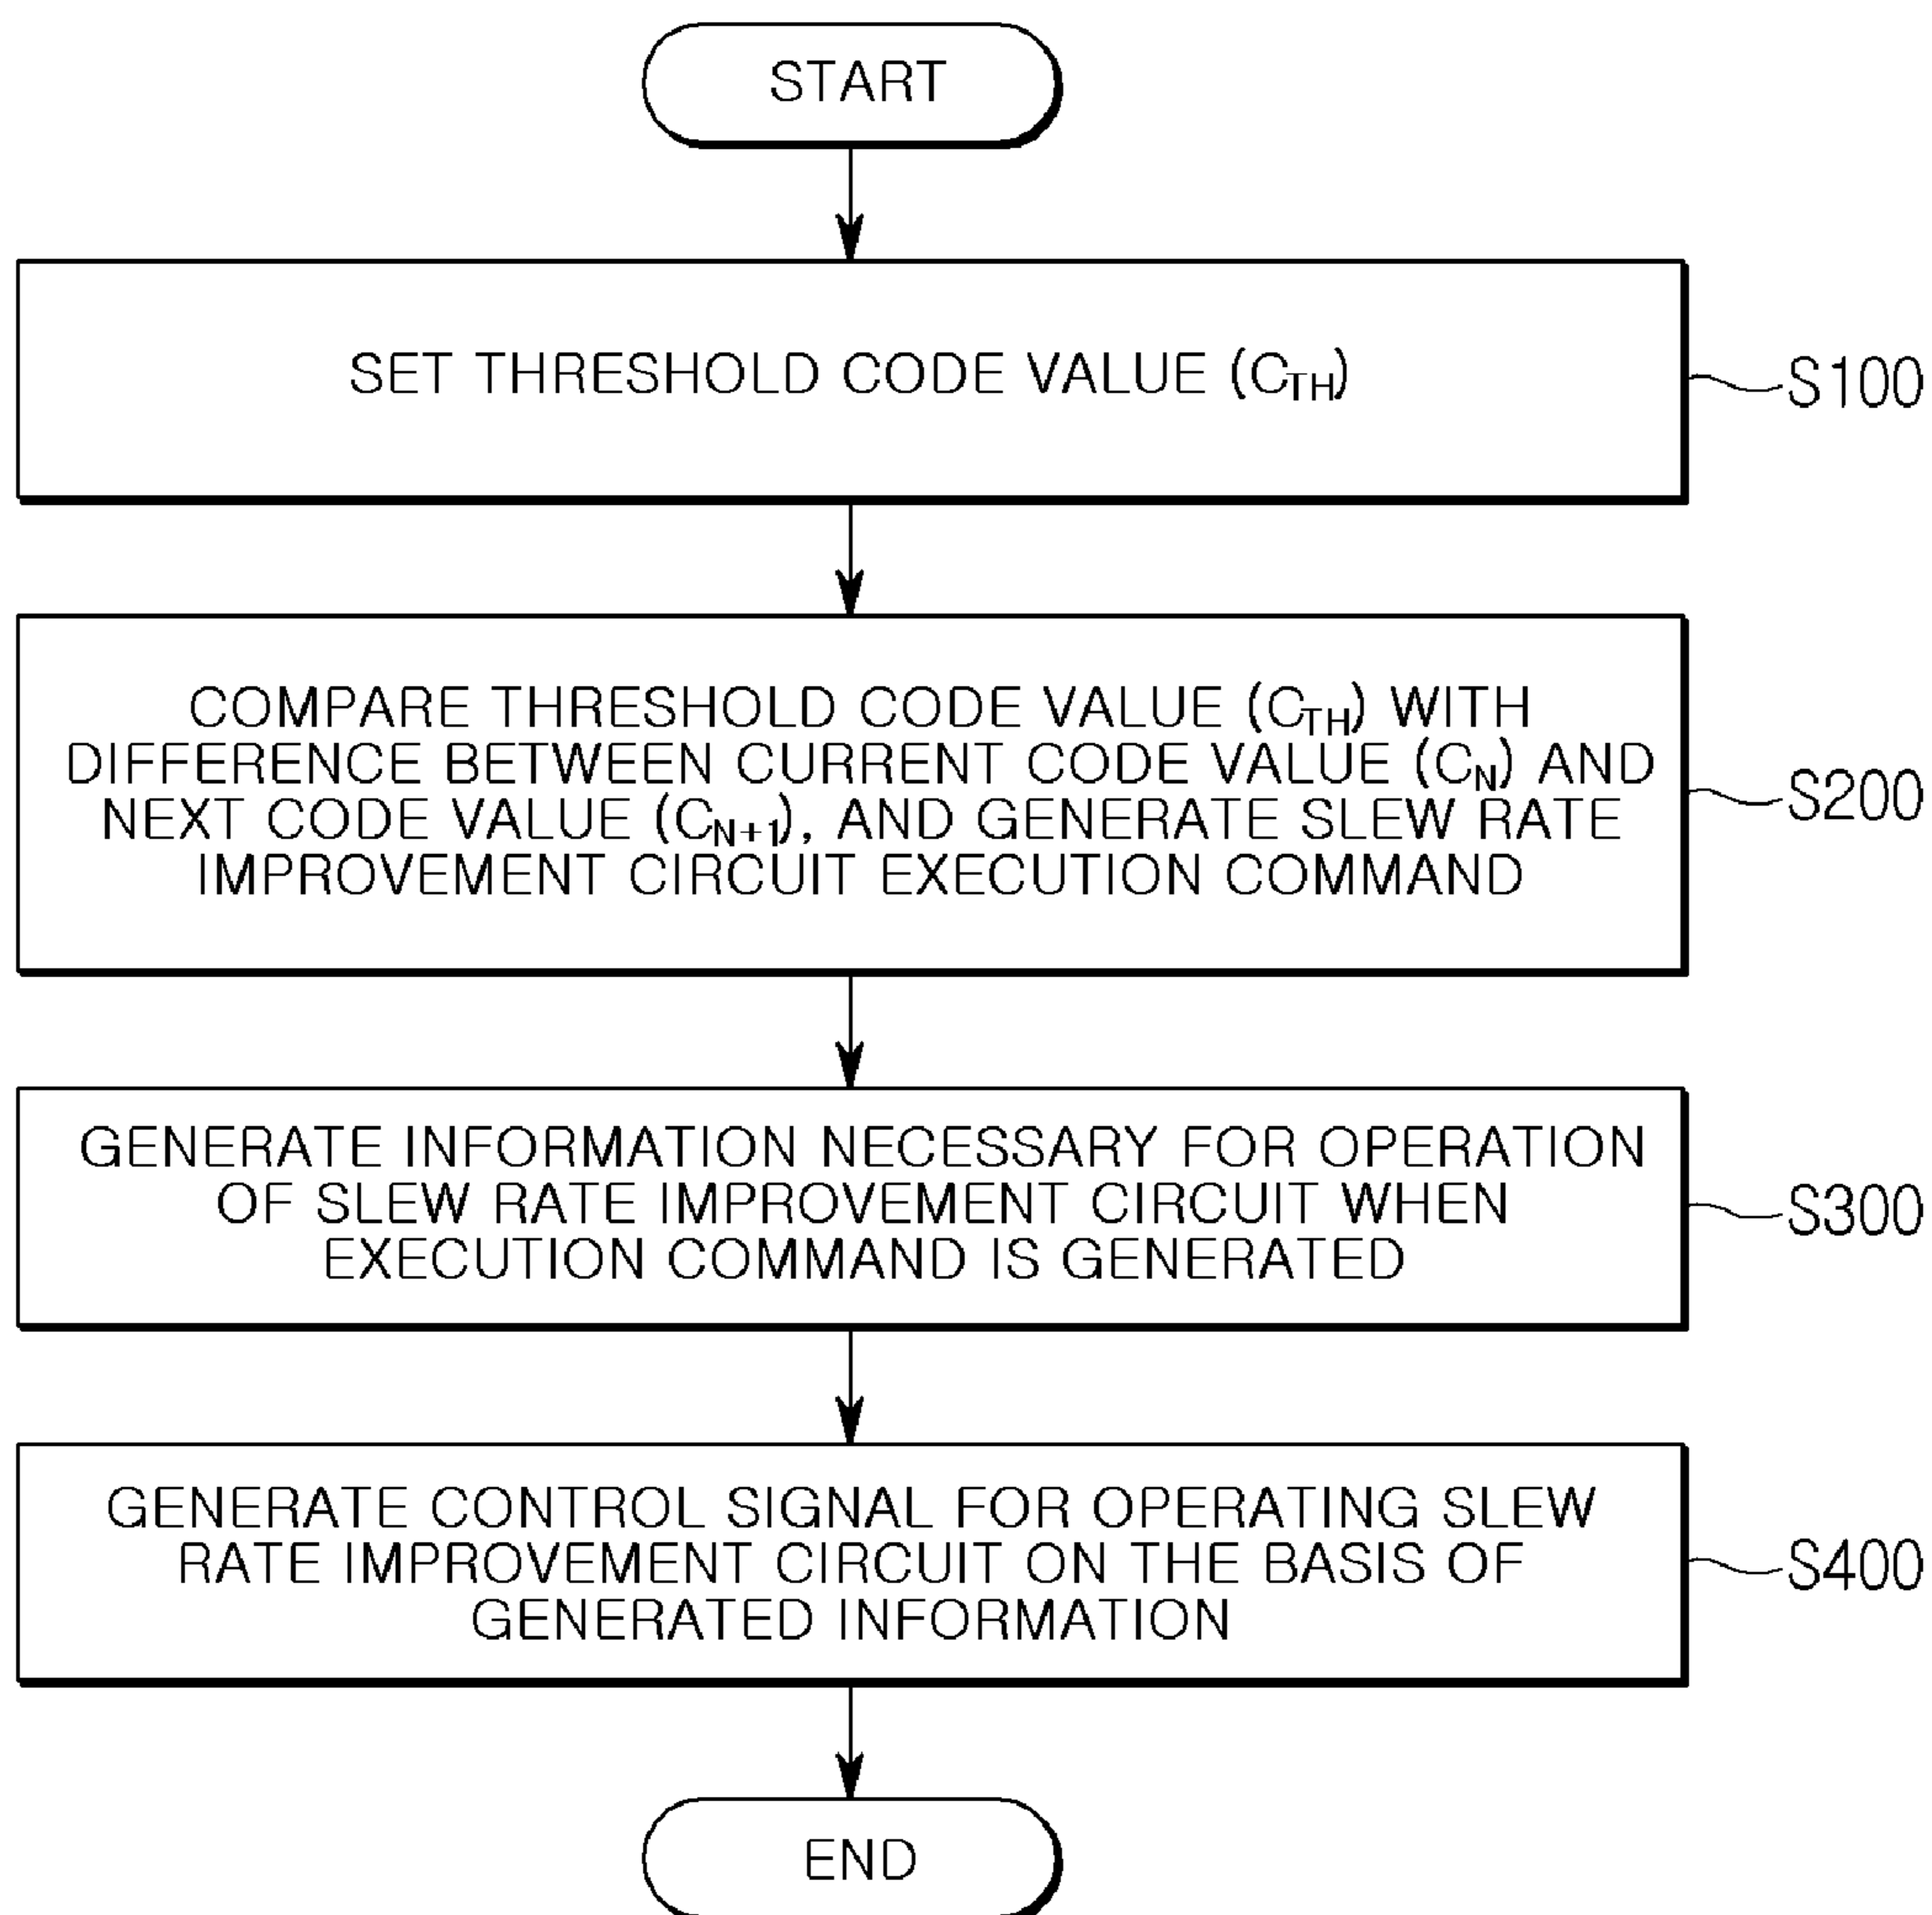 START
SET THRESHOLD CODE VALUE (CTH)
S100
COMPARE THRESHOLD CODE VALUE (CTH) WITH
DIFFERENCE BETWEEN CURRENT CODE VALUE (CN) AND
NEXT CODE VALUE (CN+1), AND GENERATE SLEW RATE
IMPROVEMENT CIRCUIT EXECUTION COMMAND
S200
GENERATE INFORMATION NECESSARY FOR OPERATION
OF SLEW RATE IMPROVEMENT CIRCUIT WHEN
EXECUTION COMMAND IS GENERATED
S300
GENERATE CONTROL SIGNAL FOR OPERATING SLEW
RATE IMPROVEMENT CIRCUIT ON THE BASIS OF
GENERATED INFORMATION
S400
END